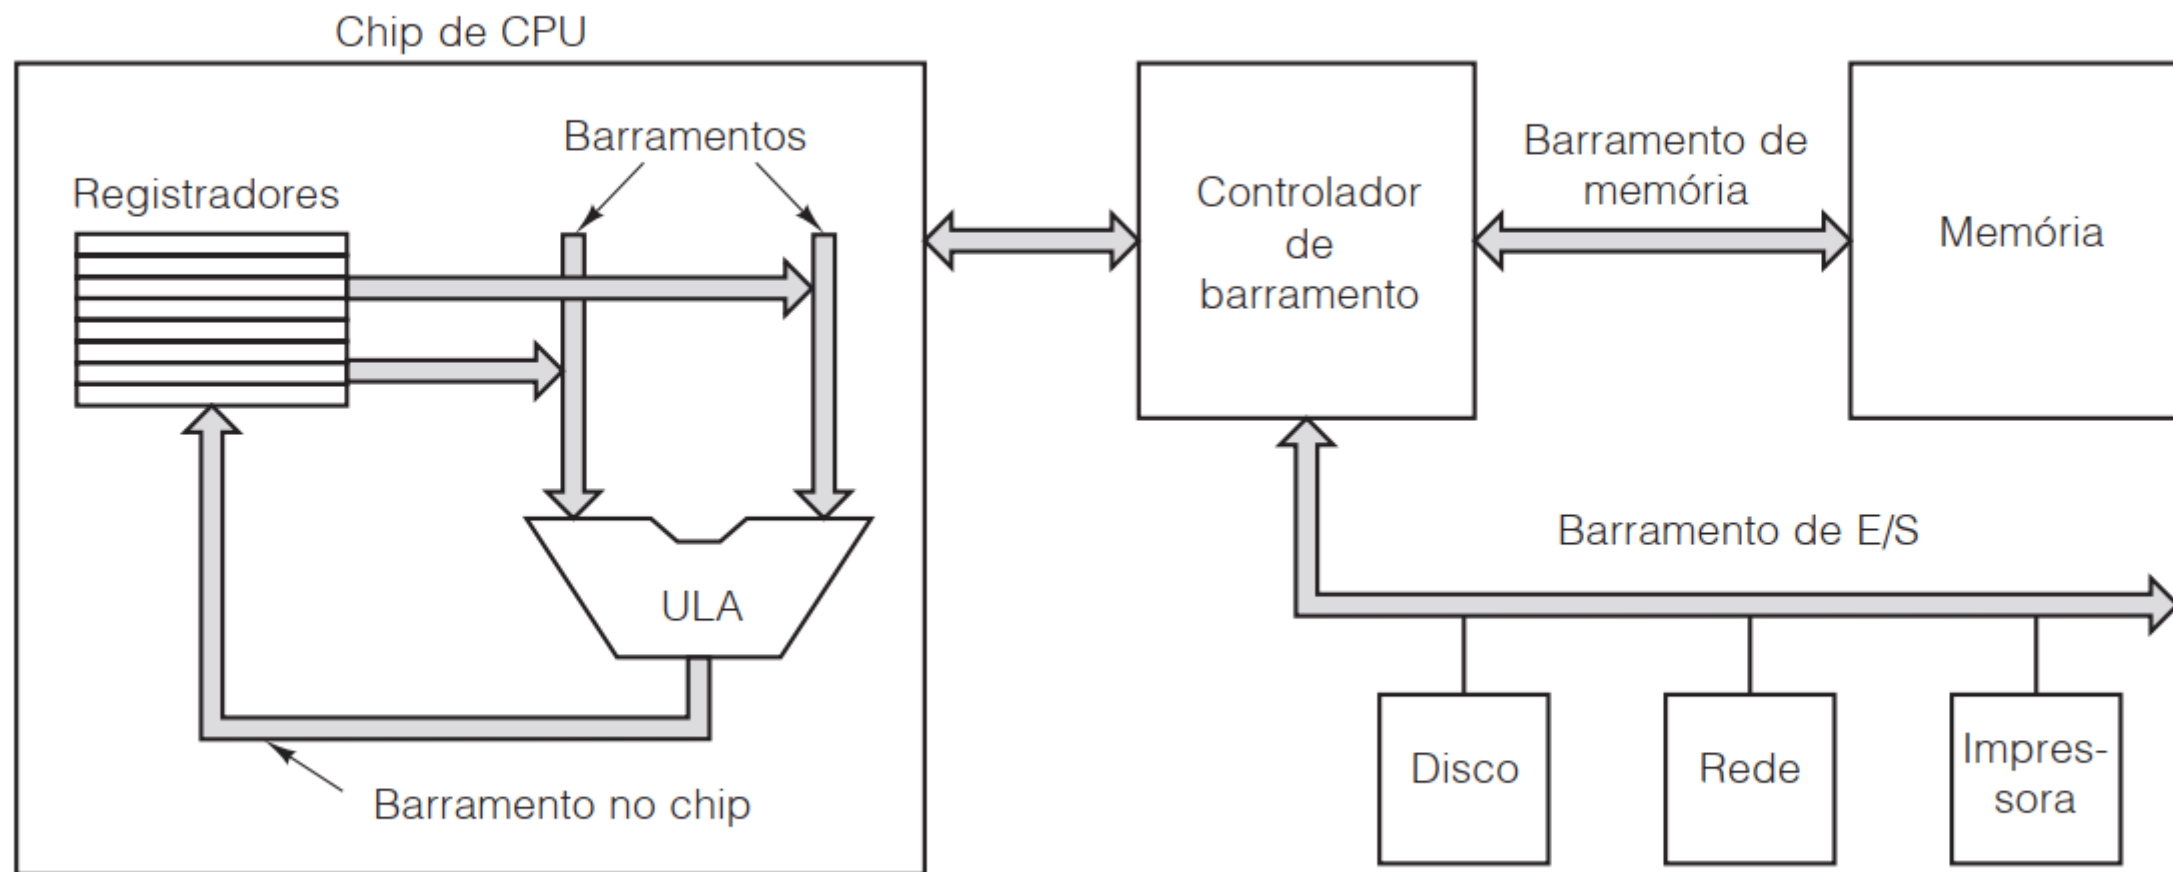 Chip de CPU
Barramentos
Registradores
ULA
Barramento no chip
Controlador
de
barramento
Barramento de
memória
Memória
Barramento de E/S
Disco
Rede
Impres-
sora